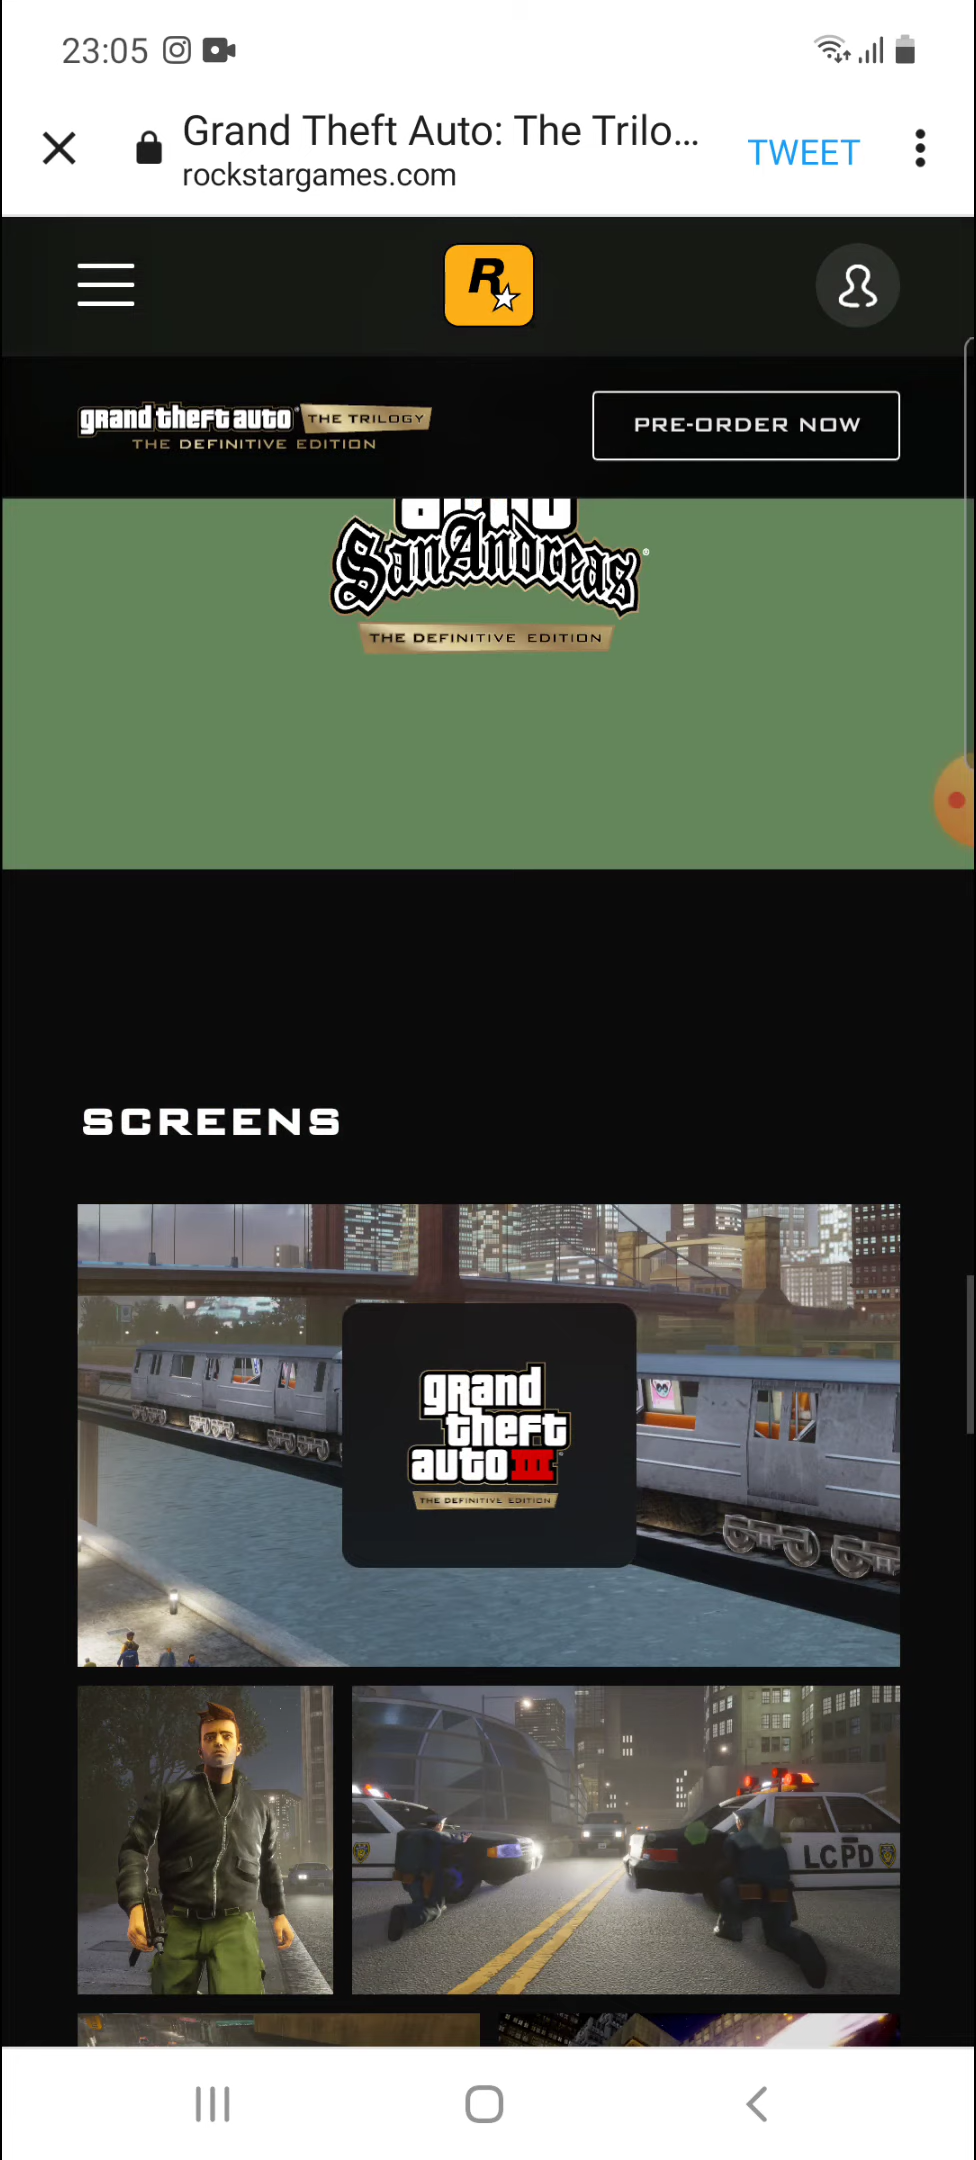 23:05
Grand Theft Auto: The Trilo...
rockstargames.com
TWEET
R
grand theft auto THE TRILOGY
THE DEFINITIVE EDITION
PRE-ORDER NOW
auto
San Andreas
THE DEFINITIVE EDITION
SCREENS
grand
theft
auto III
THE DEFINITIVE EDITION
LCPD